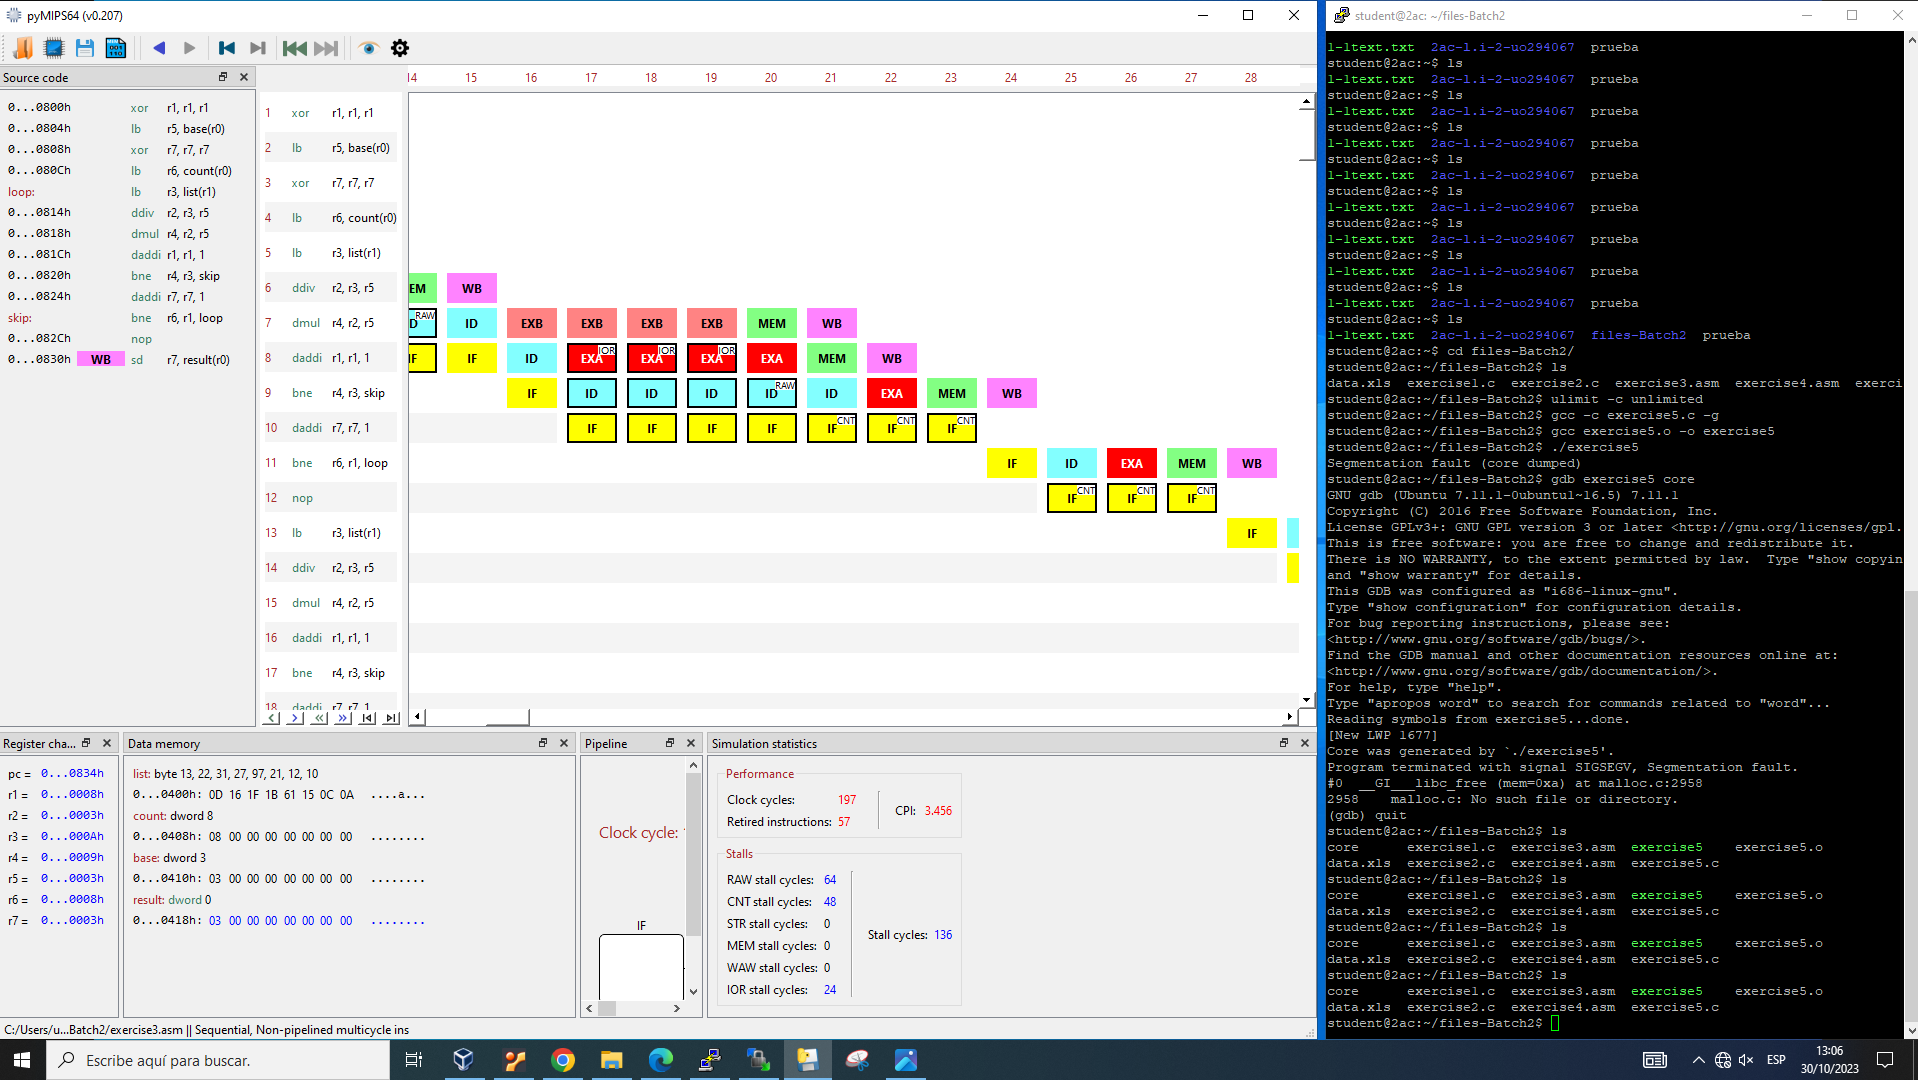 pyMIPS64 (v0.207)
Source code
0...0800h xor r1, r1, r1
0...0804h lb r5, base(r0)
0...0808h xor r7, r7, r7
0...080Ch lb r6, count(r0)
loop: lb r3, list(r1)
0...0814h ddiv r2, r3, r5
0...0818h dmul r4, r2, r5
0...081Ch daddi r1, r1, 1
0...0820h bne r4, r3, skip
0...0824h daddi r7, r7, 1
skip: bne r6, r1, loop
0...082Ch nop
0...0830h WB sd r7, result(r0)
14 15 16 17 18 19 20 21 22 23 24 25 26 27 28
1 xor r1, r1, r1
2 lb r5, base(r0)
3 xor r7, r7, r7
4 lb r6, count(r0)
5 lb r3, list(r1)
6 ddiv r2, r3, r5 EM WB
7 dmul r4, r2, r5 D RAW ID EXB EXB EXB EXB MEM WB
8 daddi r1, r1, 1 IF IF ID EXA IOR EXA IOR EXA IOR EXA MEM WB
9 bne r4, r3, skip IF ID ID ID ID RAW ID EXA MEM WB
10 daddi r7, r7, 1 IF IF IF IF IF CNT IF CNT IF CNT
11 bne r6, r1, loop IF ID EXA MEM WB
12 nop IF CNT IF CNT IF CNT
13 lb r3, list(r1) IF
14 ddiv r2, r3, r5
15 dmul r4, r2, r5
16 daddi r1, r1, 1
17 bne r4, r3, skip
18 daddi r7, r7, 1
Register cha...
pc = 0...0834h
r1 = 0...0008h
r2 = 0...0003h
r3 = 0...000Ah
r4 = 0...0009h
r5 = 0...0003h
r6 = 0...0008h
r7 = 0...0003h
Data memory
list: byte 13, 22, 31, 27, 97, 21, 12, 10
0...0400h: 0D 16 1F 1B 61 15 0C 0A ....a...
count: dword 8
0...0408h: 08 00 00 00 00 00 00 00 ........
base: dword 3
0...0410h: 03 00 00 00 00 00 00 00 ........
result: dword 0
0...0418h: 03 00 00 00 00 00 00 00 ........
Pipeline
Clock cycle:
IF
Simulation statistics
Performance
Clock cycles: 197
Retired instructions: 57
CPI: 3.456
Stalls
RAW stall cycles: 64
CNT stall cycles: 48
STR stall cycles: 0
MEM stall cycles: 0
WAW stall cycles: 0
IOR stall cycles: 24
Stall cycles: 136
C:/Users/u...Batch2/exercise3.asm || Sequential, Non-pipelined multicycle ins
student@2ac: ~/files-Batch2
1-1text.txt 2ac-1.i-2-uo294067 prueba
student@2ac:~$ ls
1-1text.txt 2ac-1.i-2-uo294067 prueba
student@2ac:~$ ls
1-1text.txt 2ac-1.i-2-uo294067 prueba
student@2ac:~$ ls
1-1text.txt 2ac-1.i-2-uo294067 prueba
student@2ac:~$ ls
1-1text.txt 2ac-1.i-2-uo294067 prueba
student@2ac:~$ ls
1-1text.txt 2ac-1.i-2-uo294067 prueba
student@2ac:~$ ls
1-1text.txt 2ac-1.i-2-uo294067 prueba
student@2ac:~$ ls
1-1text.txt 2ac-1.i-2-uo294067 prueba
student@2ac:~$ ls
1-1text.txt 2ac-1.i-2-uo294067 prueba
student@2ac:~$ ls
1-1text.txt 2ac-1.i-2-uo294067 files-Batch2 prueba
student@2ac:~$ cd files-Batch2/
student@2ac:~/files-Batch2$ ls
data.xls exercise1.c exercise2.c exercise3.asm exercise4.asm exerci
student@2ac:~/files-Batch2$ ulimit -c unlimited
student@2ac:~/files-Batch2$ gcc -c exercise5.c -g
student@2ac:~/files-Batch2$ gcc exercise5.o -o exercise5
student@2ac:~/files-Batch2$ ./exercise5
Segmentation fault (core dumped)
student@2ac:~/files-Batch2$ gdb exercise5 core
GNU gdb (Ubuntu 7.11.1-0ubuntu1~16.5) 7.11.1
Copyright (C) 2016 Free Software Foundation, Inc.
License GPLv3+: GNU GPL version 3 or later <http://gnu.org/licenses/gpl.
This is free software: you are free to change and redistribute it.
There is NO WARRANTY, to the extent permitted by law.  Type "show copyin
and "show warranty" for details.
This GDB was configured as "i686-linux-gnu".
Type "show configuration" for configuration details.
For bug reporting instructions, please see:
<http://www.gnu.org/software/gdb/bugs/>.
Find the GDB manual and other documentation resources online at:
<http://www.gnu.org/software/gdb/documentation/>.
For help, type "help".
Type "apropos word" to search for commands related to "word"...
Reading symbols from exercise5...done.
[New LWP 1677]
Core was generated by `./exercise5'.
Program terminated with signal SIGSEGV, Segmentation fault.
#0  __GI___libc_free (mem=0xa) at malloc.c:2958
2958    malloc.c: No such file or directory.
(gdb) quit
student@2ac:~/files-Batch2$ ls
core exercise1.c exercise3.asm exercise5 exercise5.o
data.xls exercise2.c exercise4.asm exercise5.c
student@2ac:~/files-Batch2$ ls
core exercise1.c exercise3.asm exercise5 exercise5.o
data.xls exercise2.c exercise4.asm exercise5.c
student@2ac:~/files-Batch2$ ls
core exercise1.c exercise3.asm exercise5 exercise5.o
data.xls exercise2.c exercise4.asm exercise5.c
student@2ac:~/files-Batch2$ ls
core exercise1.c exercise3.asm exercise5 exercise5.o
data.xls exercise2.c exercise4.asm exercise5.c
student@2ac:~/files-Batch2$
Escribe aquí para buscar.
ESP
13:06
30/10/2023